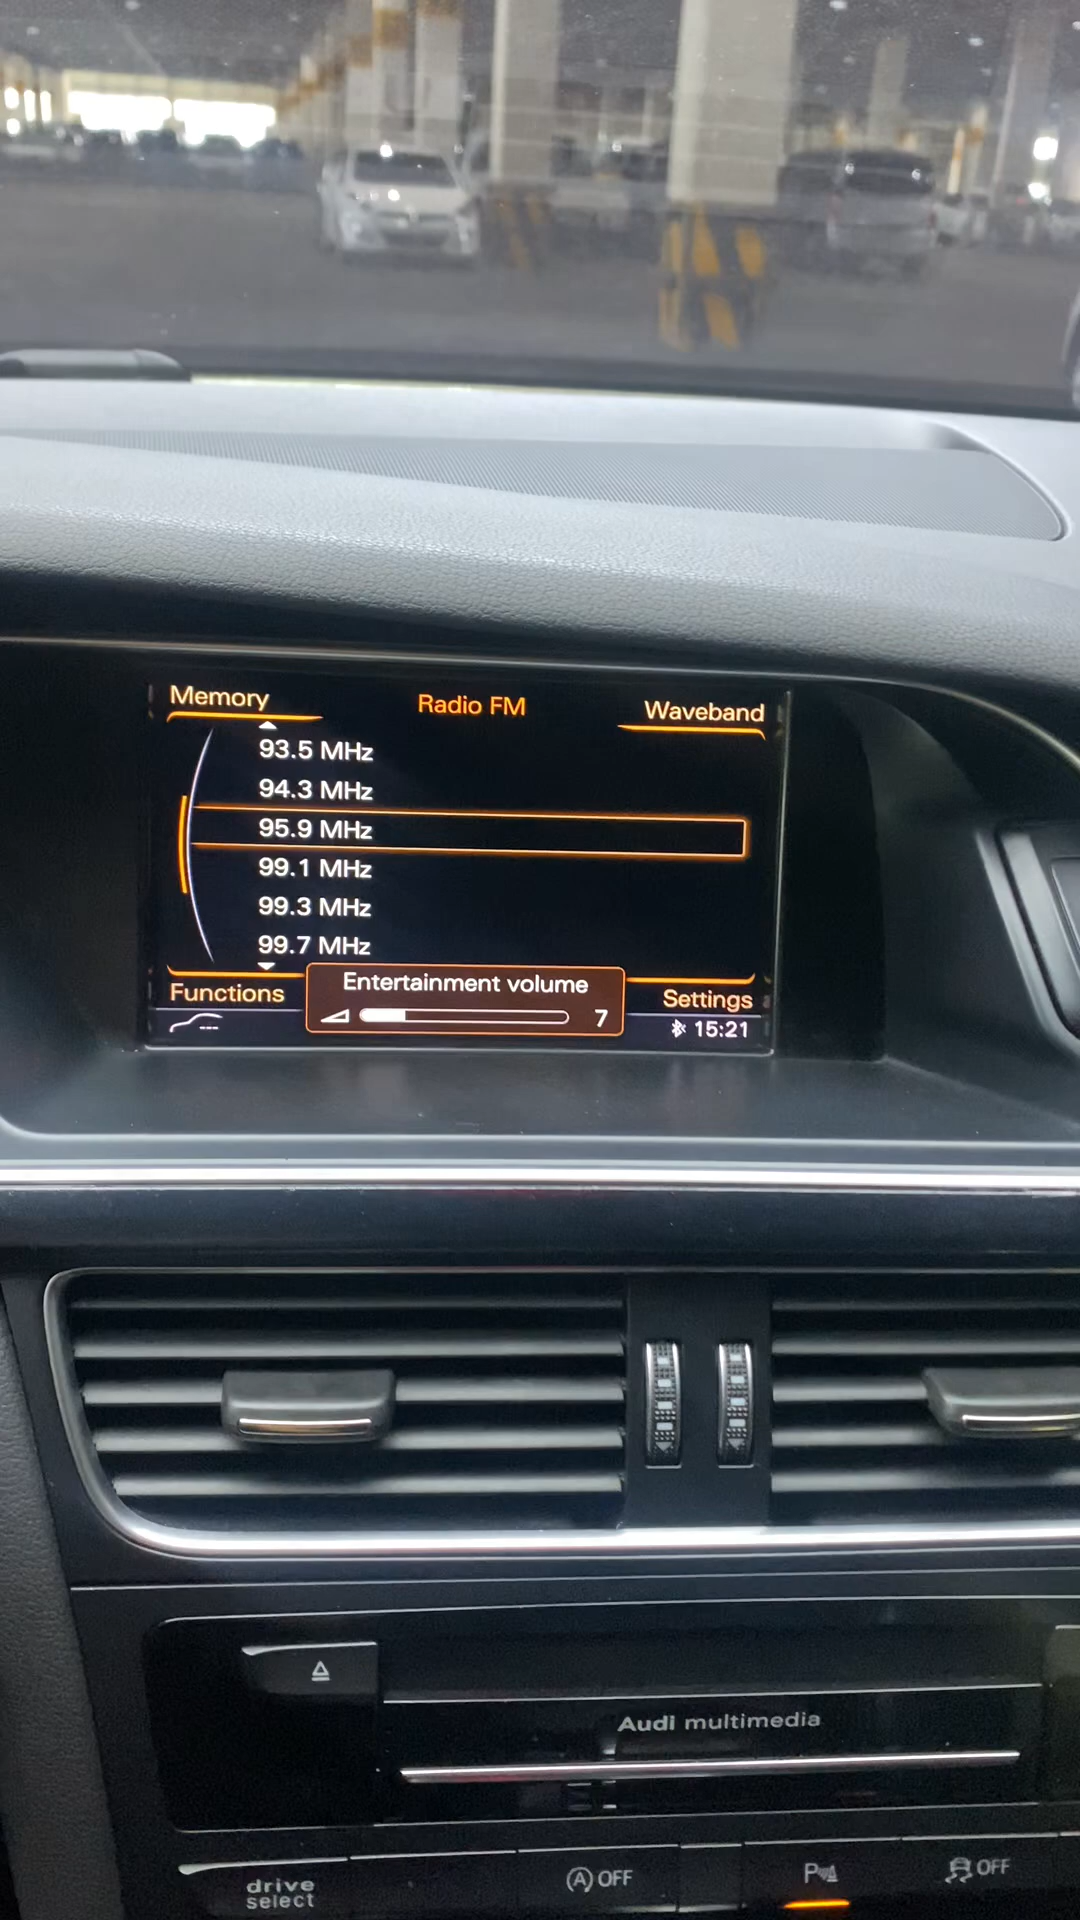 Memory
Radio FM
Waveband
93.5 MHz
94.3 MHz
95.9 MHz
99.1 MHz
99.3 MHz
99.7 MHz
Functions
Entertainment volume
7
Settings
---
15:21
Audi multimedia
drive
select
A OFF
P
OFF